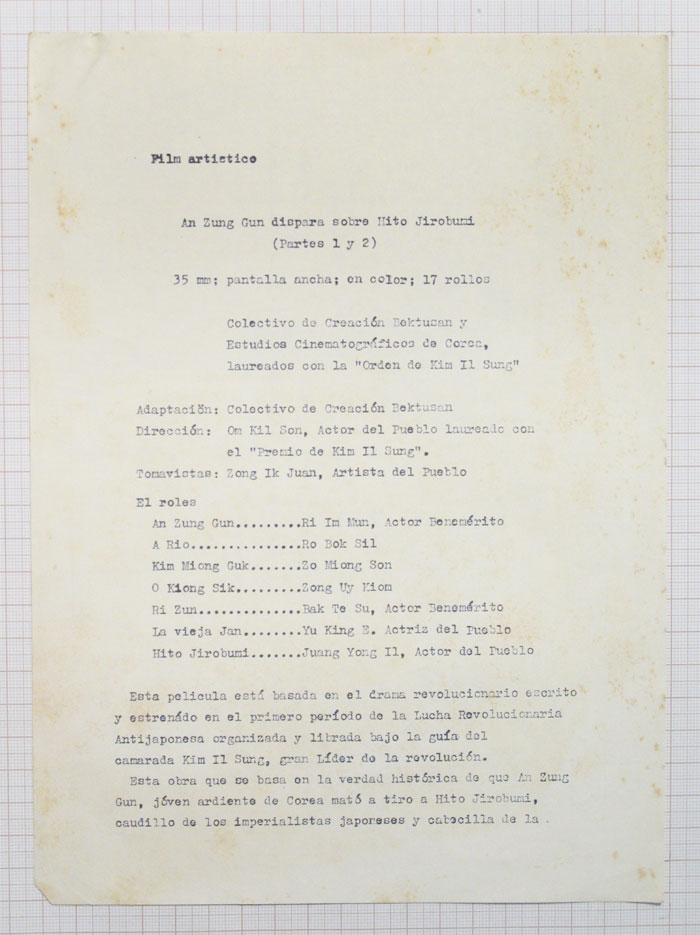 Film artistico
An Zung Gun dispara sobre Hito Jirobumi
(Partes 1 y 2)
35 mm; pantalla ancha; en color; 17 rollos
Colectivo de Creación Bektusan y
Estudios Cinematográficos de Corea,
laureados con la "Orden de Kim Il Sung"
Adaptación: Colectivo de Creación Bektusan
Dirección: Om Kil Son, Actor del Pueblo laureado con
el "Premio de Kim Il Sung".
Tomavistas: Zong Ik Juan, Artista del Pueblo
El roles
An Zung Gun.........Ri Im Mun, Actor Benemérito
A Rio...............Ro Bok Sil
Kim Miong Guk.......Zo Miong Son
O Kiong Sik.........Zong Uy Kiom
Ri Zun..............Bak Te Su, Actor Benemérito
La vieja Jan........Yu King E. Actriz del Pueblo
Hito Jirobumi.......Juang Yong Il, Actor del Pueblo
Esta pelicula está basada en el drama revolucionario escrito
y estrenádo en el primero período de la Lucha Revolucionaria
Antijaponesa organizada y librada bajo la guía del
camarada Kim Il Sung, gran Líder de la revolución.
Esta obra que se basa en la verdad histórica de que An Zung
Gun, jóven ardiente de Corea mató a tiro a Hito Jirobumi,
caudillo de los imperialistas japoneses y cabecilla de la .